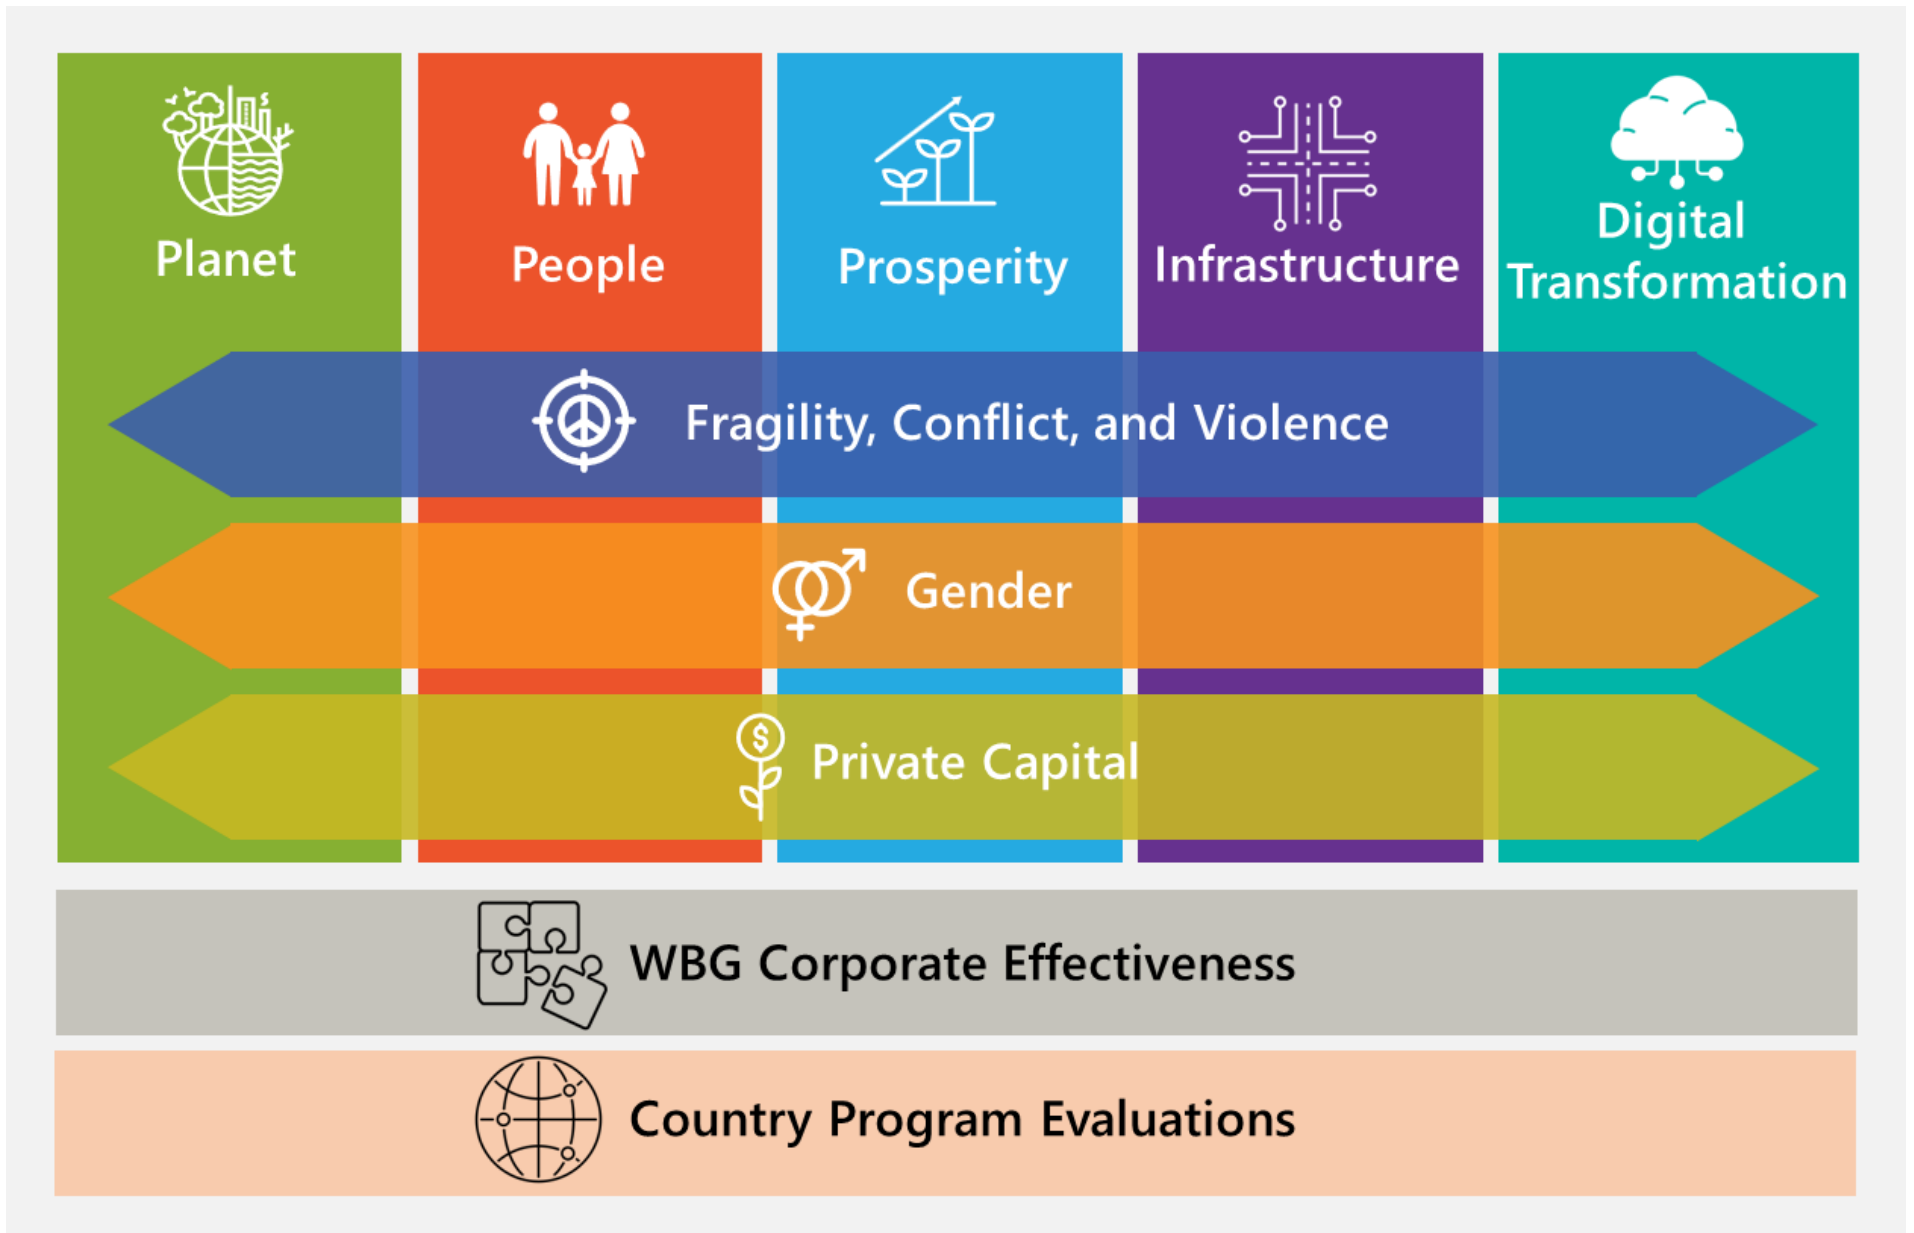 Planet
People
Prosperity
Infrastructure
Digital
Transformation
Fragility, Conflict, and Violence
Gender
$
Private Capital
WBG Corporate Effectiveness
Country Program Evaluations